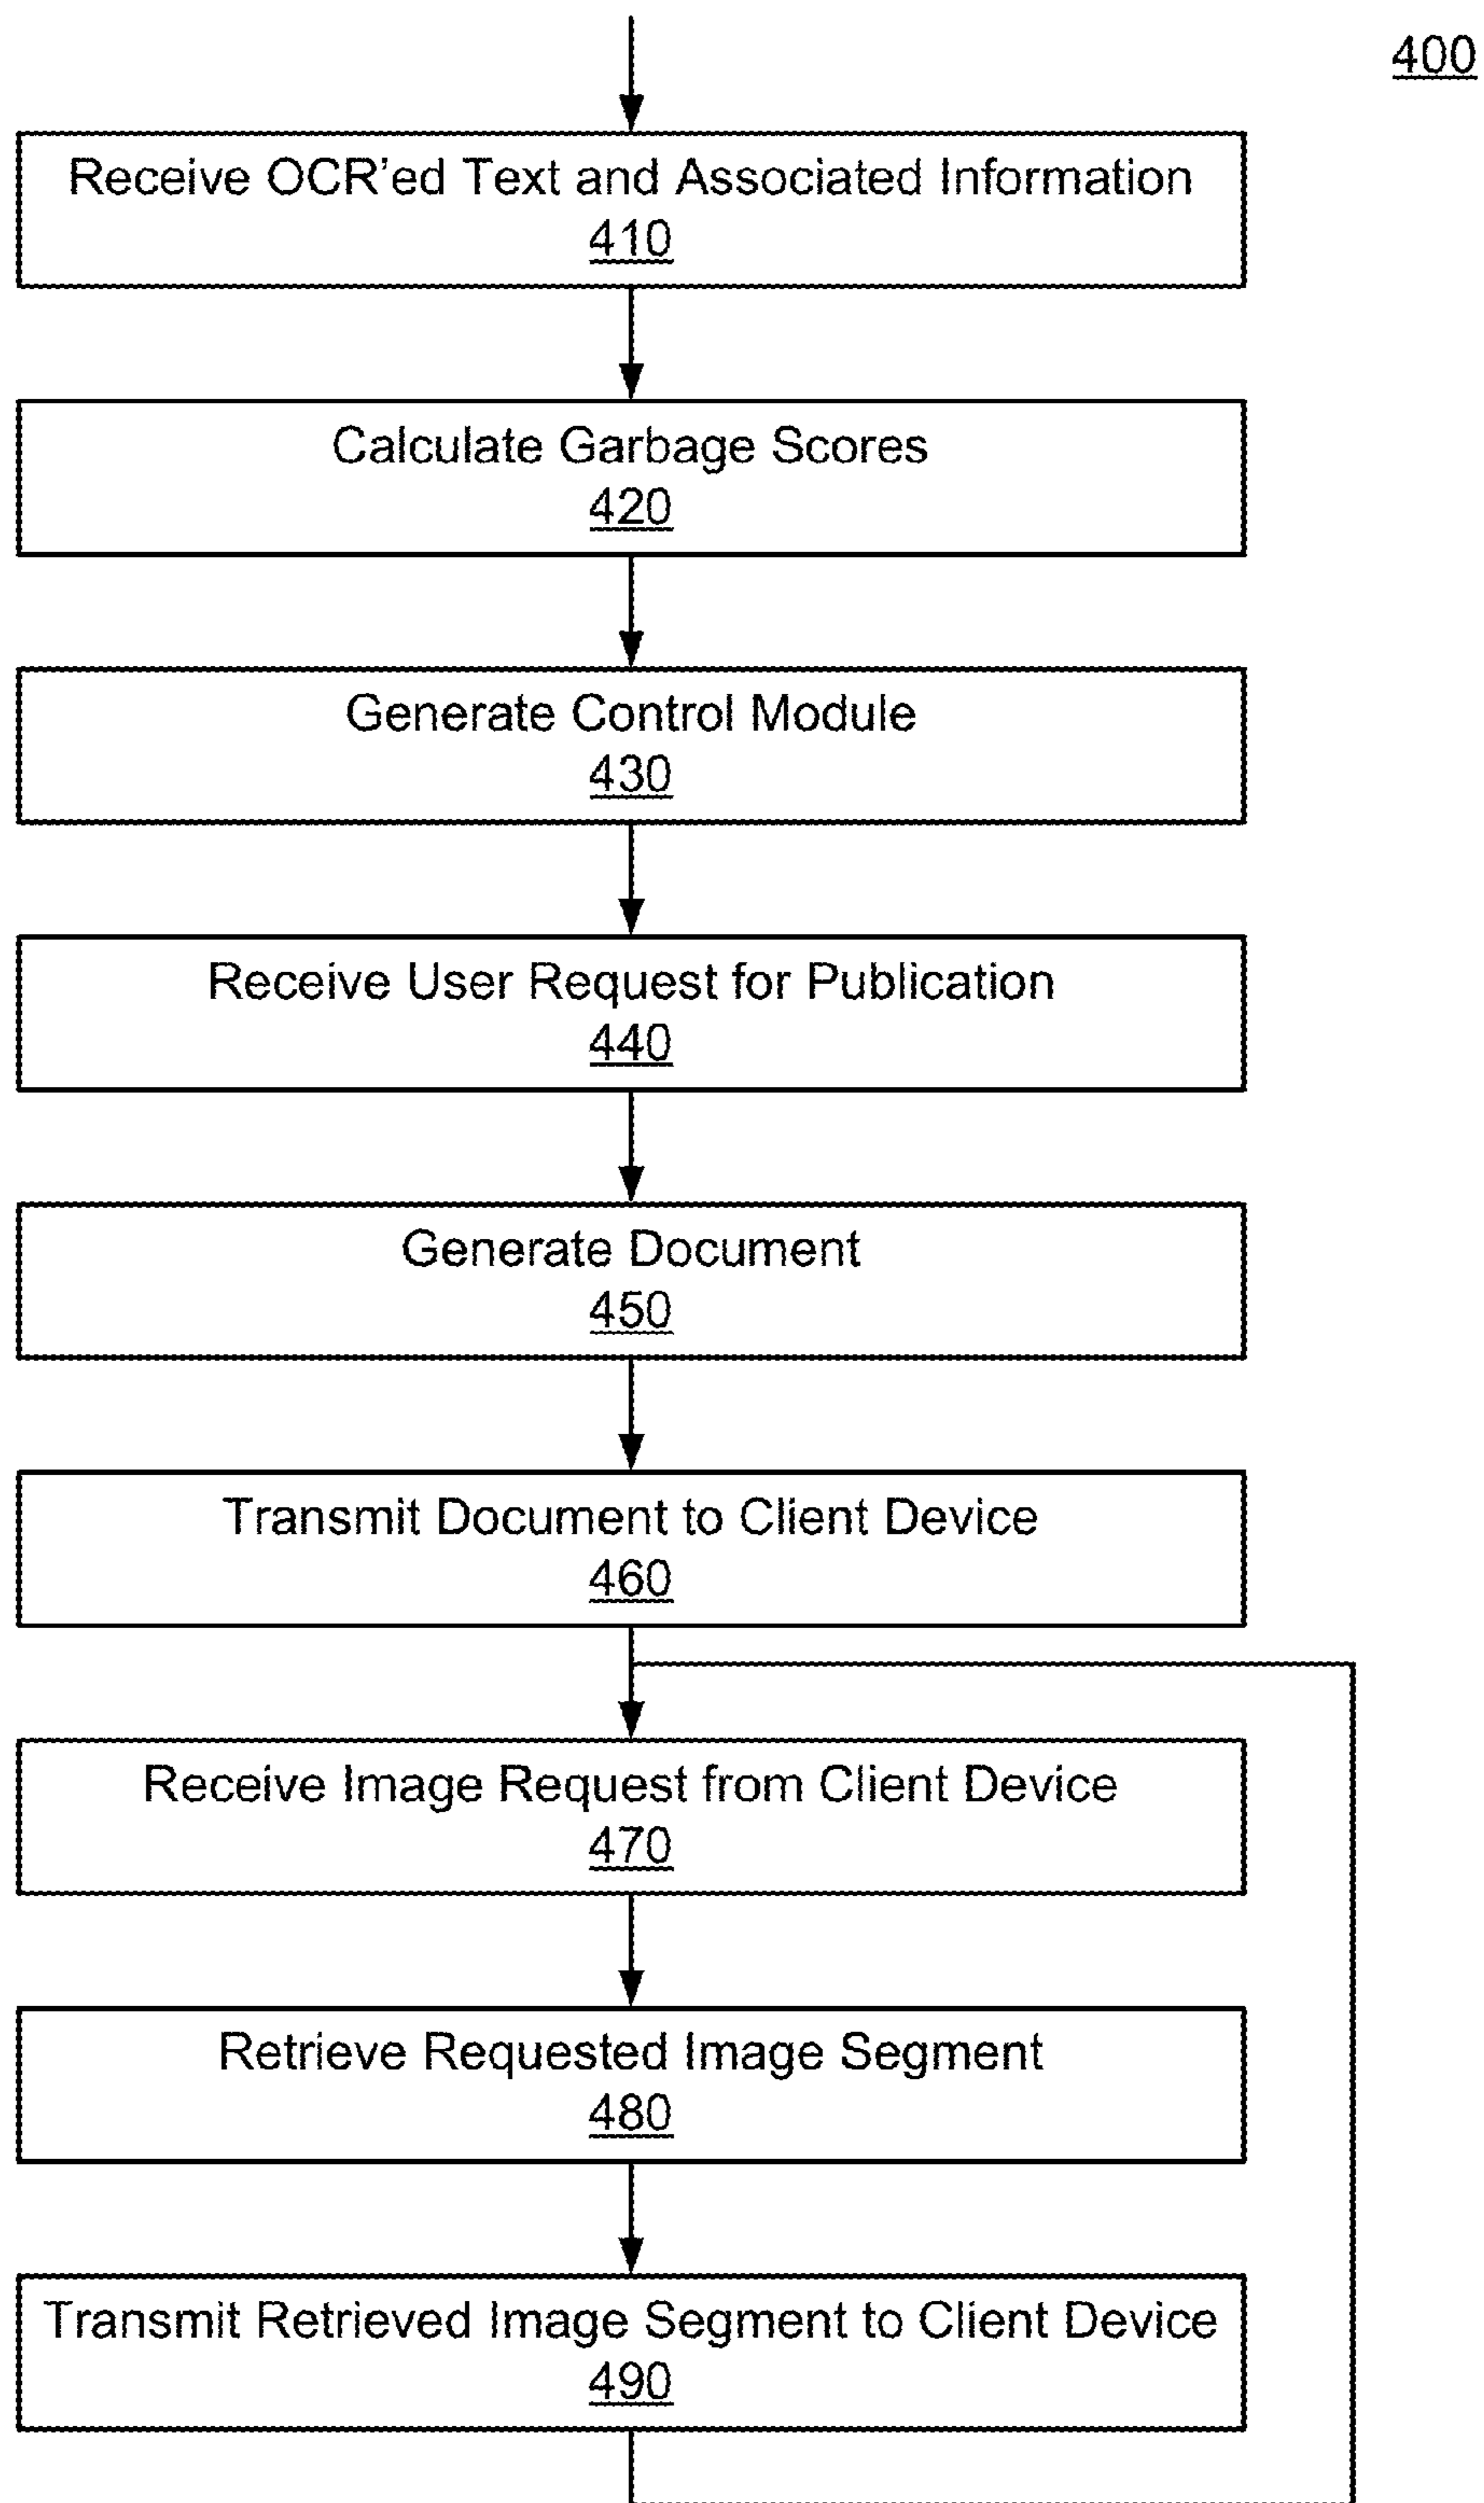 400
Receive OCR'ed Text and Associated Information
410
Calculate Garbage Scores
420
Generate Control Module
430
Receive User Request for Publication
440
Generate Document
450
Transmit Document to Client Device
460
Receive Image Request from Client Device
470
Retrieve Requested Image Segment
480
Transmit Retrieved Image Segment to Client Device
490